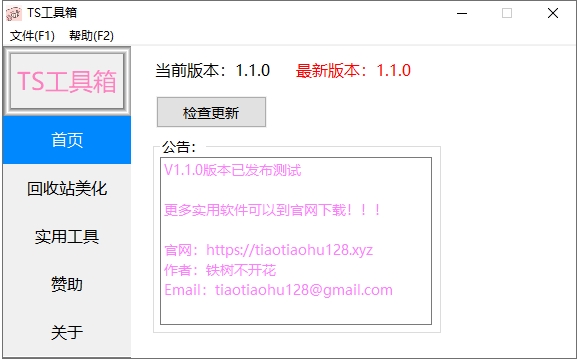 TS工具箱
文件(F1) 帮助(F2)
TS工具箱
首页
回收站美化
实用工具
赞助
关于
当前版本：1.1.0 最新版本：1.1.0
检查更新
公告：
V1.1.0版本已发布测试
更多实用软件可以到官网下载！！！
官网：https://tiaotiaohu128.xyz
作者：铁树不开花
Email：tiaotiaohu128@gmail.com